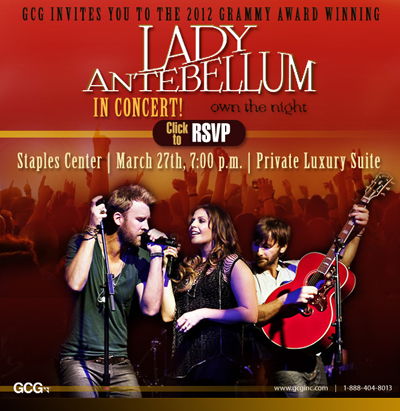 GCG INVITES YOU TO THE 2012 GRAMMY AWARD WINNING
LADY
ANTEBELLUM
IN CONCERT! own the night
Click to RSVP
Staples Center | March 27th, 7:00 p.m. | Private Luxury Suite
GCG
www.gcginc.com | 1-888-404-8013